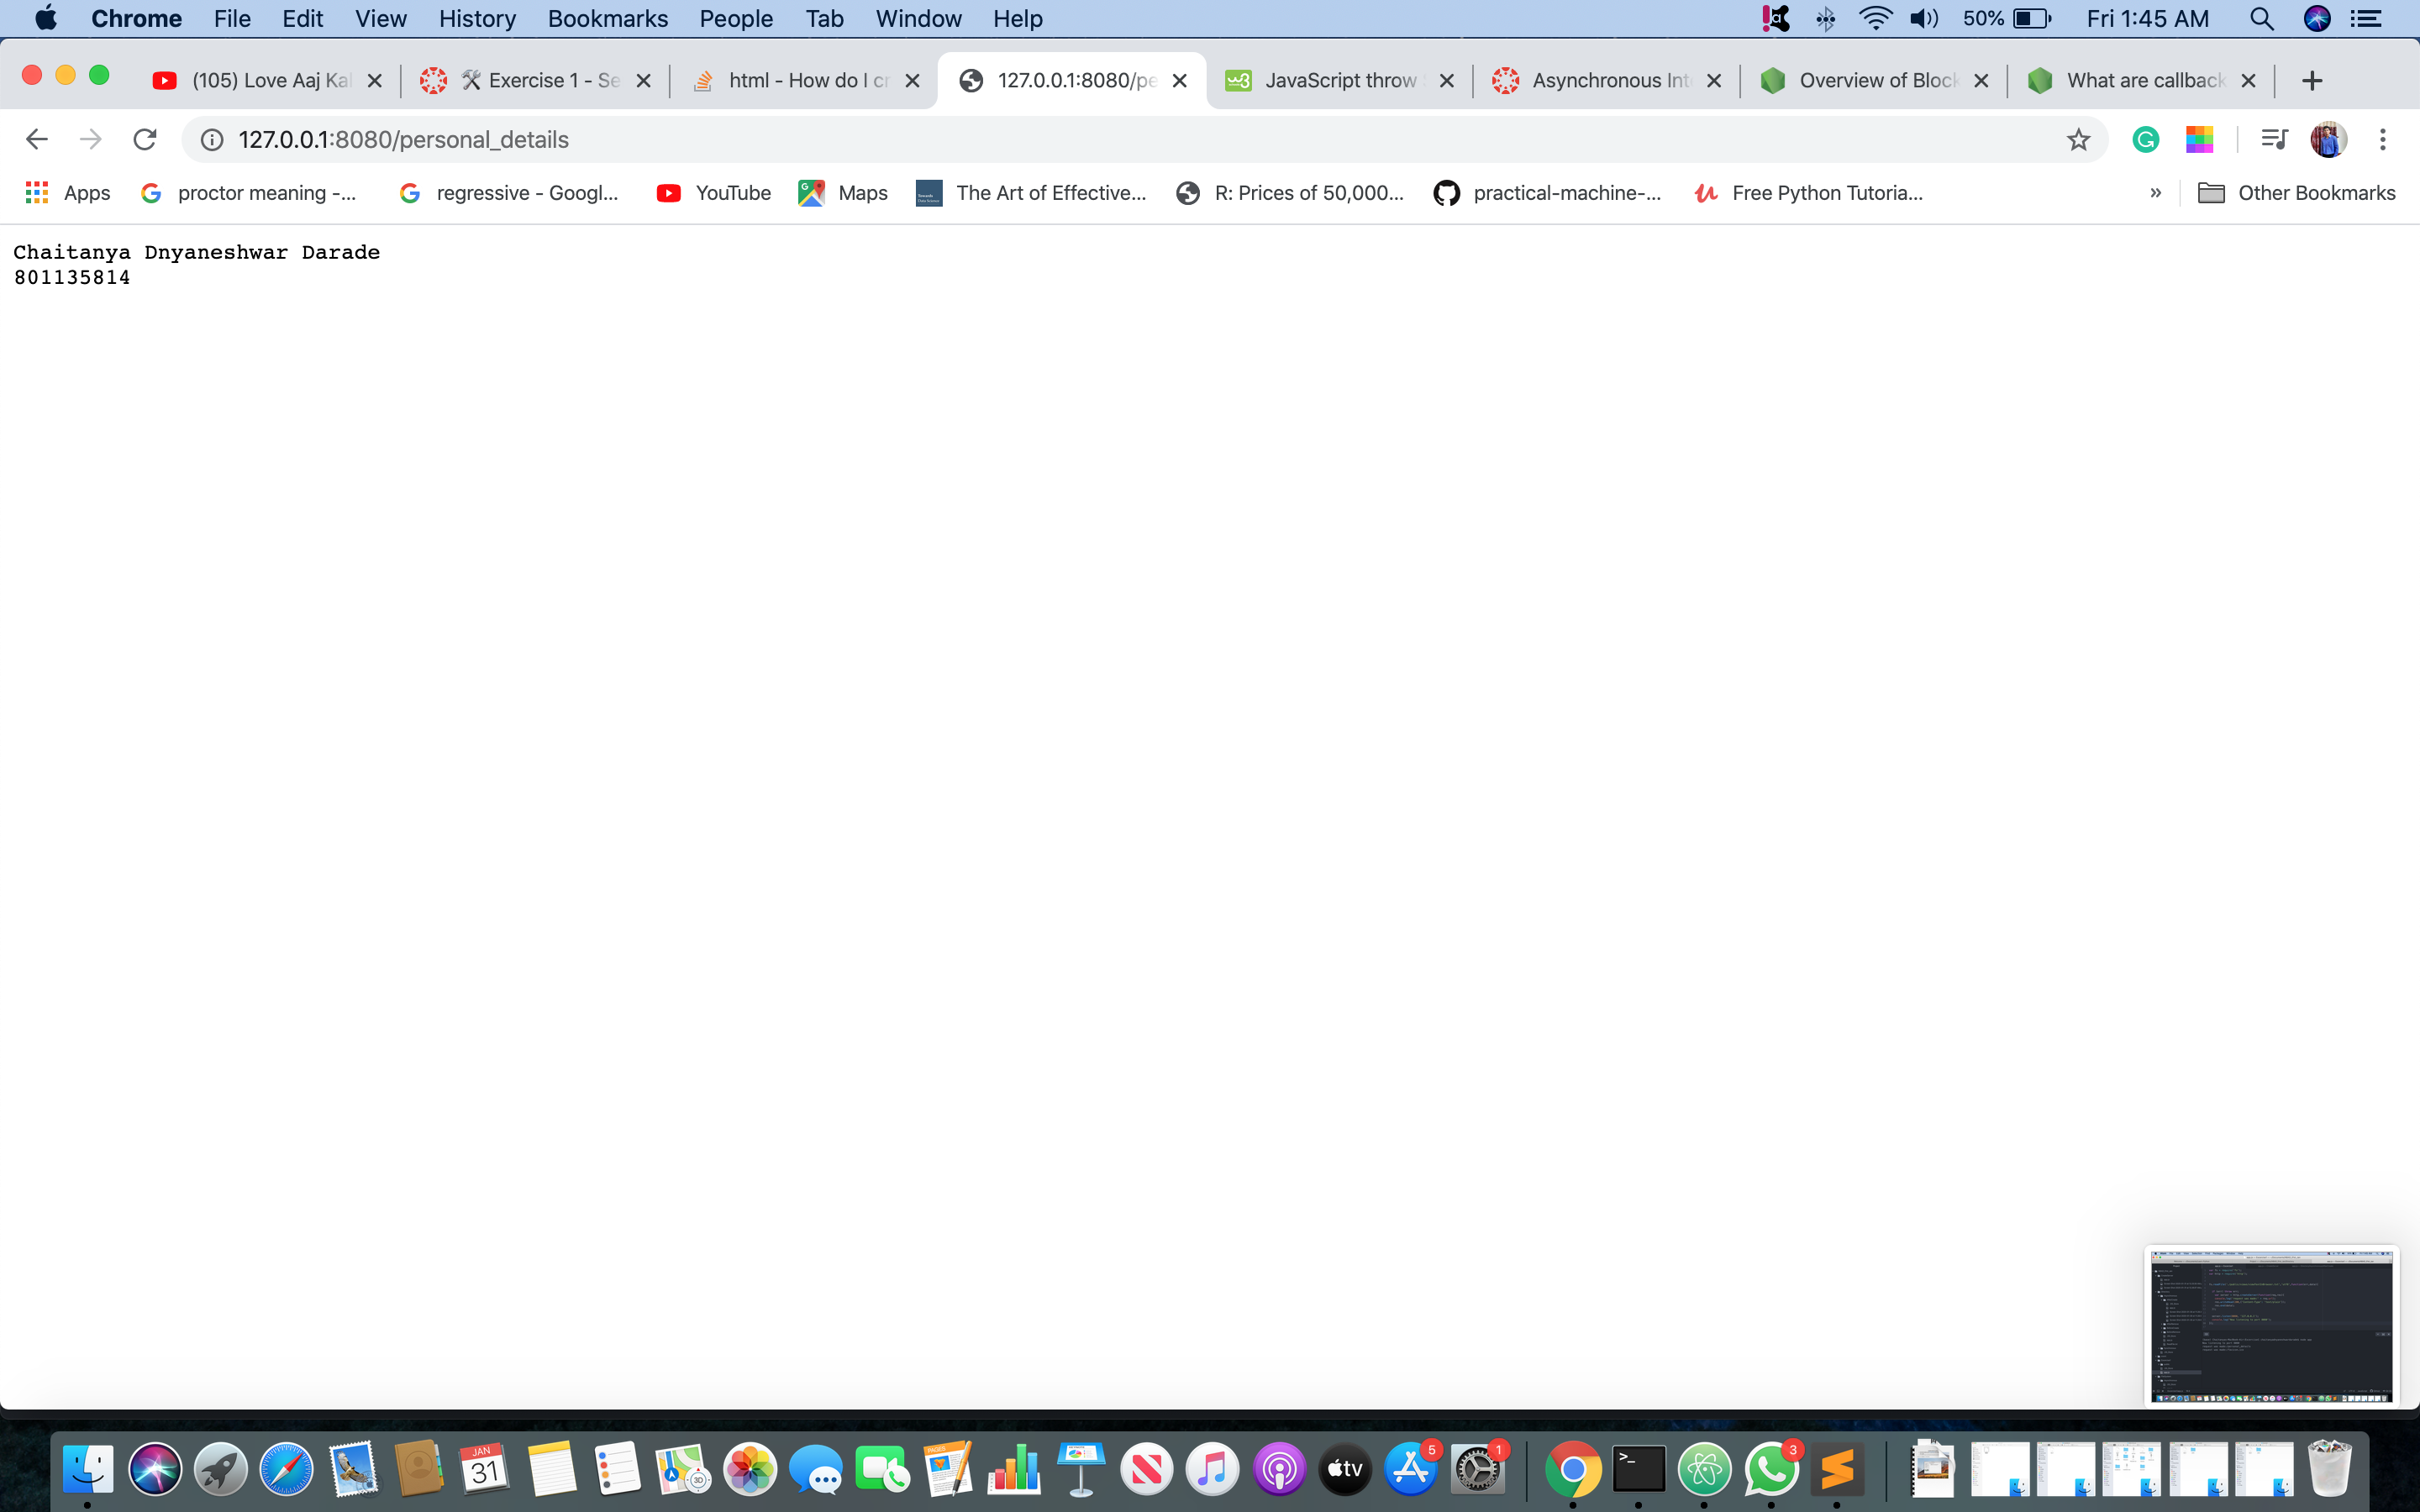 Chrome File Edit View History Bookmarks People Tab Window Help 50% Fri 1:45 AM
(105) Love Aaj Kal Exercise 1 - Se html - How do I cr 127.0.0.1:8080/pe JavaScript throw Asynchronous Int Overview of Block What are callback
127.0.0.1:8080/personal_details
Apps proctor meaning -... regressive - Googl... YouTube Maps The Art of Effective... R: Prices of 50,000... practical-machine-... Free Python Tutoria... » Other Bookmarks
Chaitanya Dnyaneshwar Darade
801135814
JAN
31
PAGES
3D
tv
5
1
3